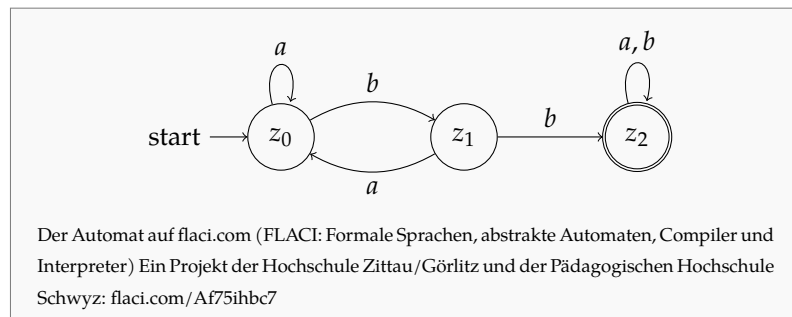 a
a, b
b
start
z0
z1
b
z2
a
Der Automat auf flaci.com (FLACI: Formale Sprachen, abstrakte Automaten, Compiler und
Interpreter) Ein Projekt der Hochschule Zittau/Görlitz und der Pädagogischen Hochschule
Schwyz: flaci.com/Af75ihbc7